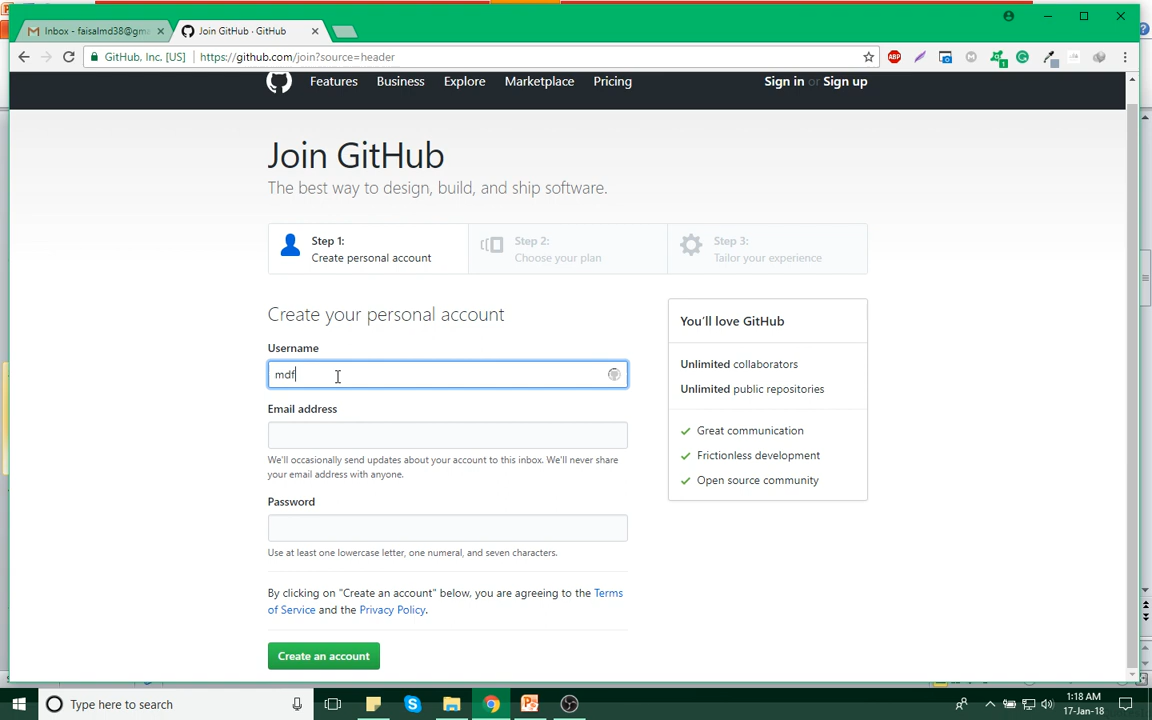 Inbox - faisalmd38@gma
Join GitHub · GitHub
GitHub, Inc. [US]
https://github.com/join?source=header
ABP
1
Features
Business
Explore
Marketplace
Pricing
Sign in or Sign up
Join GitHub
The best way to design, build, and ship software.
Step 1:
Create personal account
Step 2:
Choose your plan
Step 3:
Tailor your experience
Create your personal account
Username
mdf
Email address
We'll occasionally send updates about your account to this inbox. We'll never share
your email address with anyone.
Password
Use at least one lowercase letter, one numeral, and seven characters.
By clicking on "Create an account" below, you are agreeing to the Terms
of Service and the Privacy Policy.
Create an account
You'll love GitHub
Unlimited collaborators
Unlimited public repositories
Great communication
Frictionless development
Open source community
Type here to search
1:18 AM
17-Jan-18